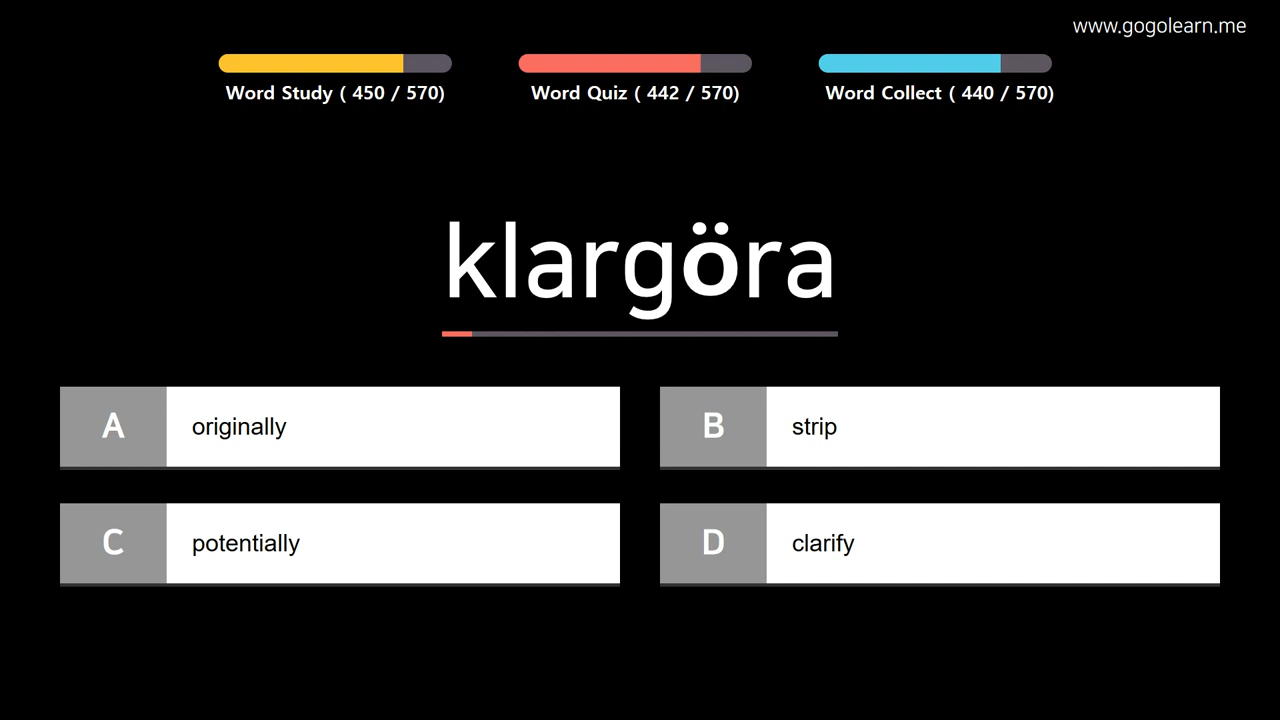 www.gogolearn.me
Word Study ( 450 / 570)
Word Quiz ( 442 / 570)
Word Collect ( 440 / 570)
klargöra
A originally
B strip
C potentially
D clarify